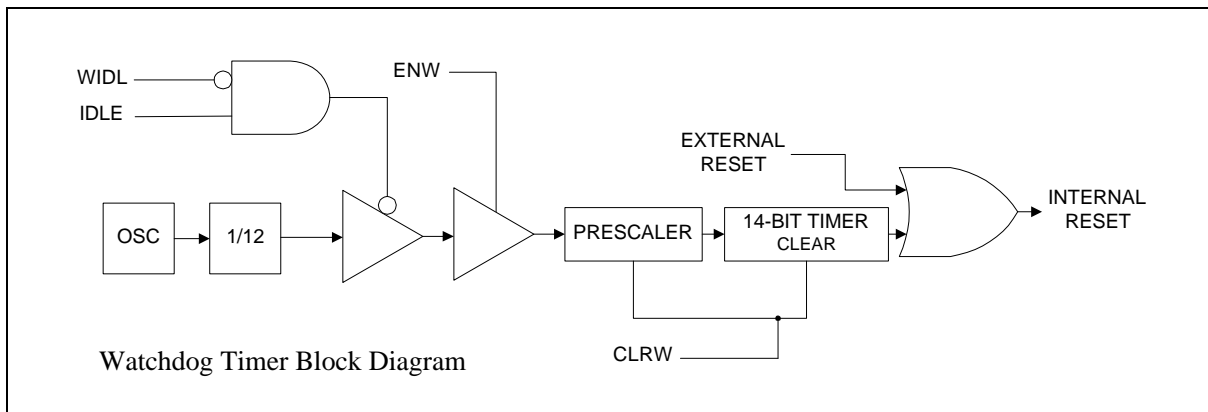 WIDL
IDLE
ENW
EXTERNAL
RESET
INTERNAL
RESET
OSC
1/12
PRESCALER
14-BIT TIMER
CLEAR
CLRW
Watchdog Timer Block Diagram